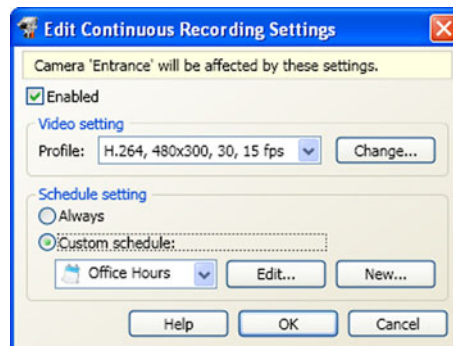 Edit Continuous Recording Settings
Camera 'Entrance' will be affected by these settings.
Enabled
Video setting
Profile: H.264, 480x300, 30, 15 fps Change...
Schedule setting
Always
Custom schedule:
Office Hours Edit... New...
Help OK Cancel